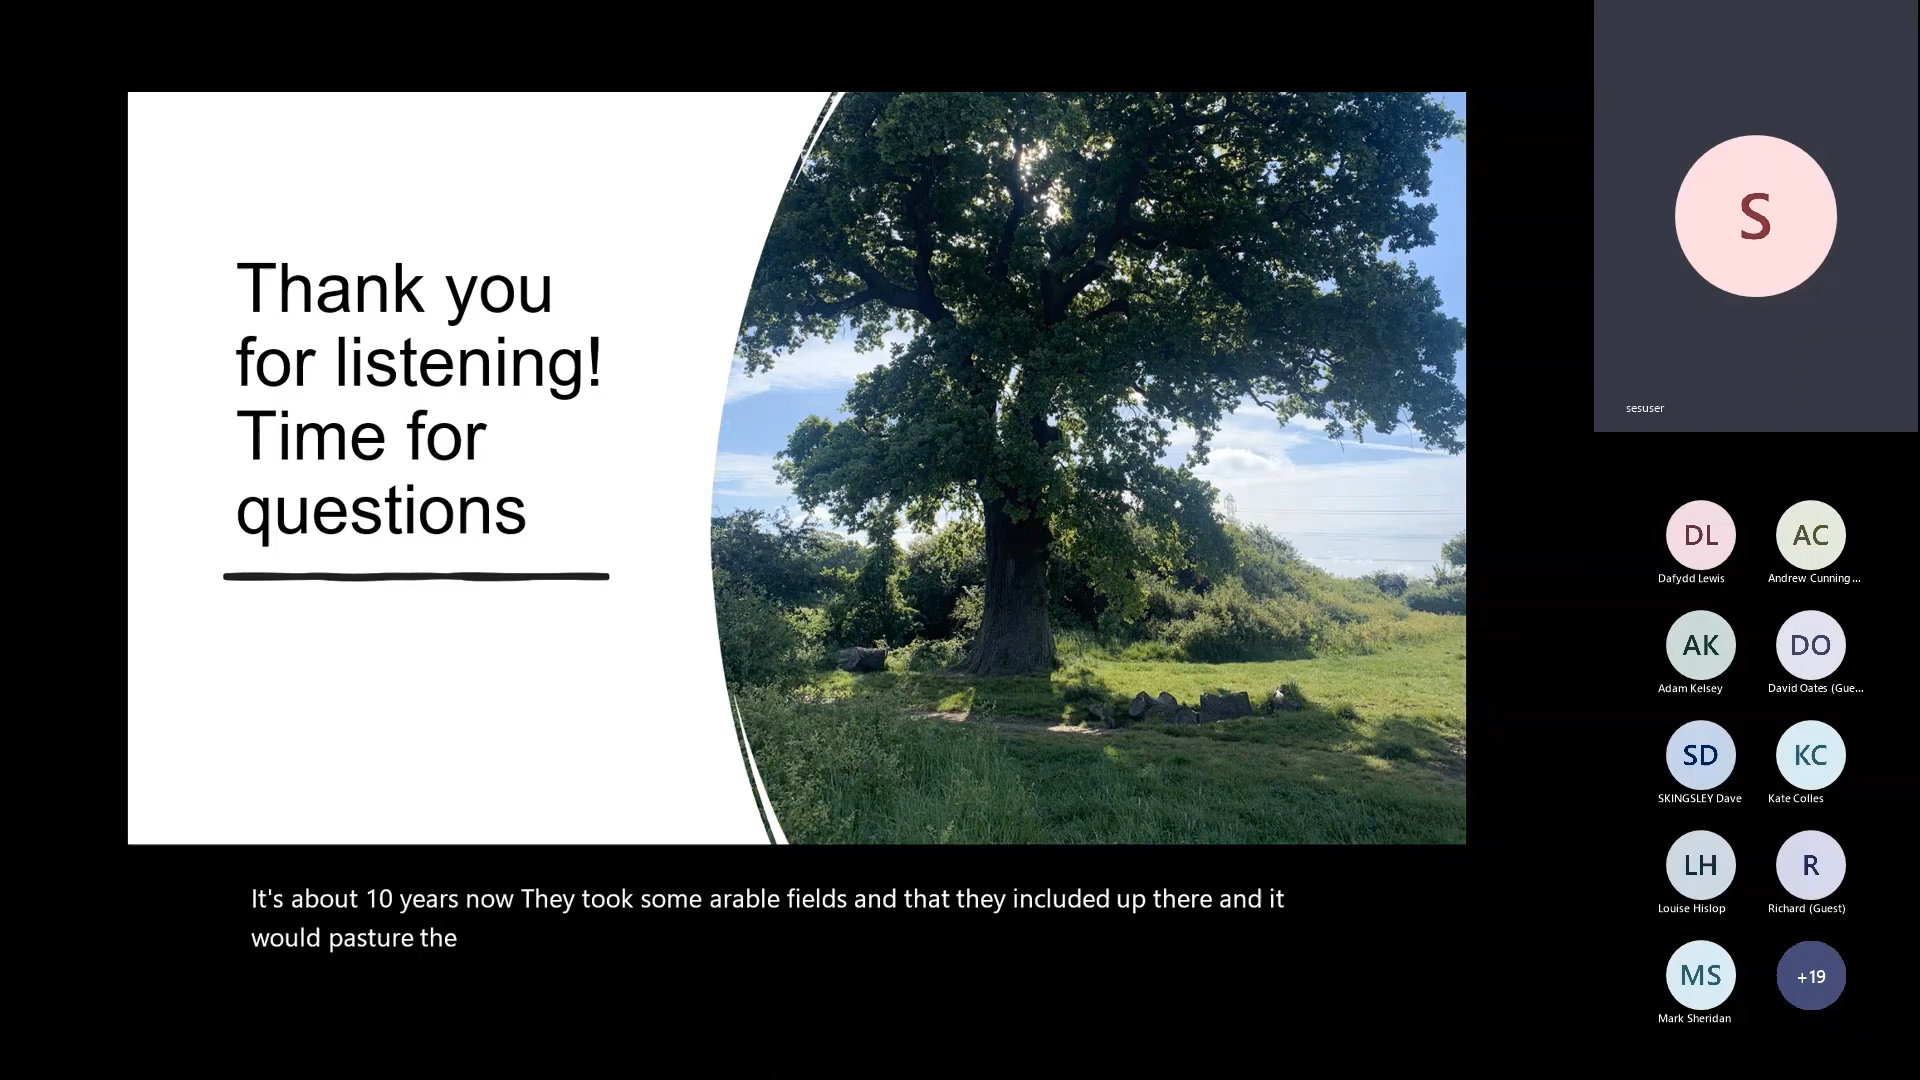 Thank you
for listening!
Time for
questions
It's about 10 years now They took some arable fields and that they included up there and it
would pasture the
S
sesuser
DL
AC
Dafydd Lewis
Andrew Cunning...
AK
DO
Adam Kelsey
David Oates (Gue...
SD
KC
SKINGSLEY Dave
Kate Colles
LH
R
Louise Hislop
Richard (Guest)
MS
+19
Mark Sheridan